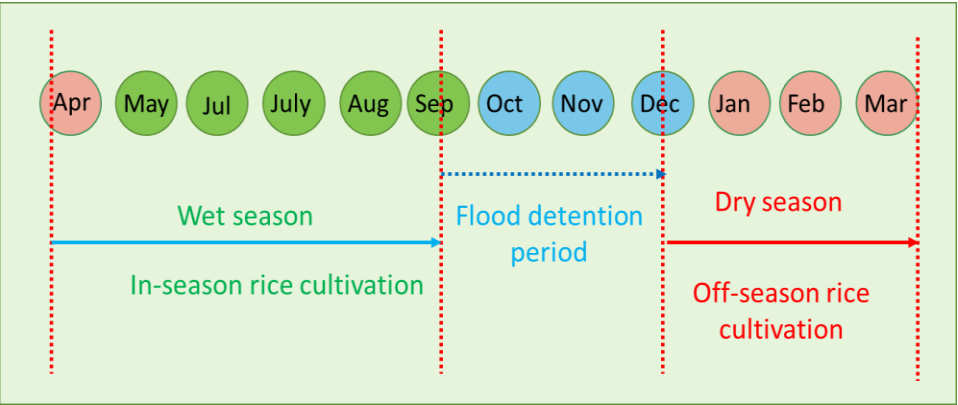 Apr May Jul July Aug Sep Oct Nov Dec Jan Feb Mar
Wet season
In-season rice cultivation
Flood detention
period
Dry season
Off-season rice
cultivation